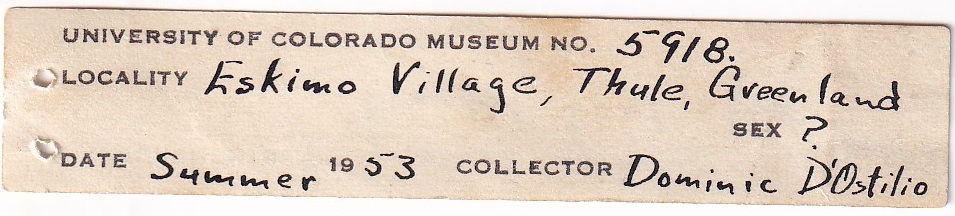 UNIVERSITY OF COLORADO MUSEUM NO. 5918.
LOCALITY Eskimo Village, Thule, Greenland
SEX ?
DATE Summer 1953 COLLECTOR Dominic D'Ostilio